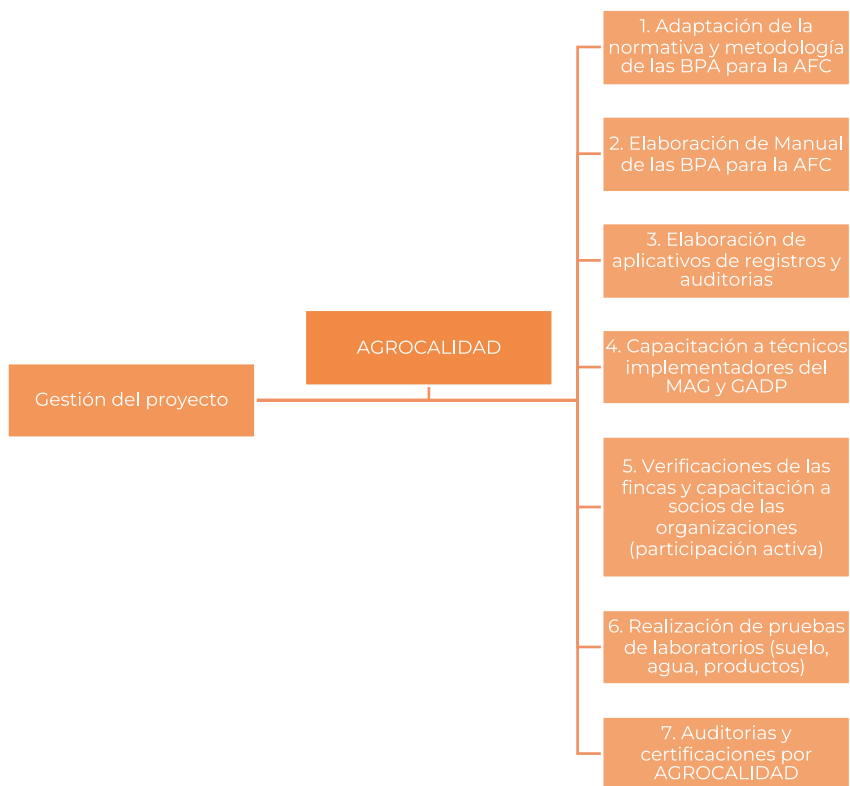 Gestión del proyecto
AGROCALIDAD
1. Adaptación de la
normativa y metodología
de las BPA para la AFC
2. Elaboración de Manual
de las BPA para la AFC
3. Elaboración de
aplicativos de registros y
auditorias
4. Capacitación a técnicos
implementadores del
MAG y GADP
5. Verificaciones de las
fincas y capacitación a
socios de las
organizaciones
(participación activa)
6. Realización de pruebas
de laboratorios (suelo,
agua, productos)
7. Auditorias y
certificaciones por
AGROCALIDAD